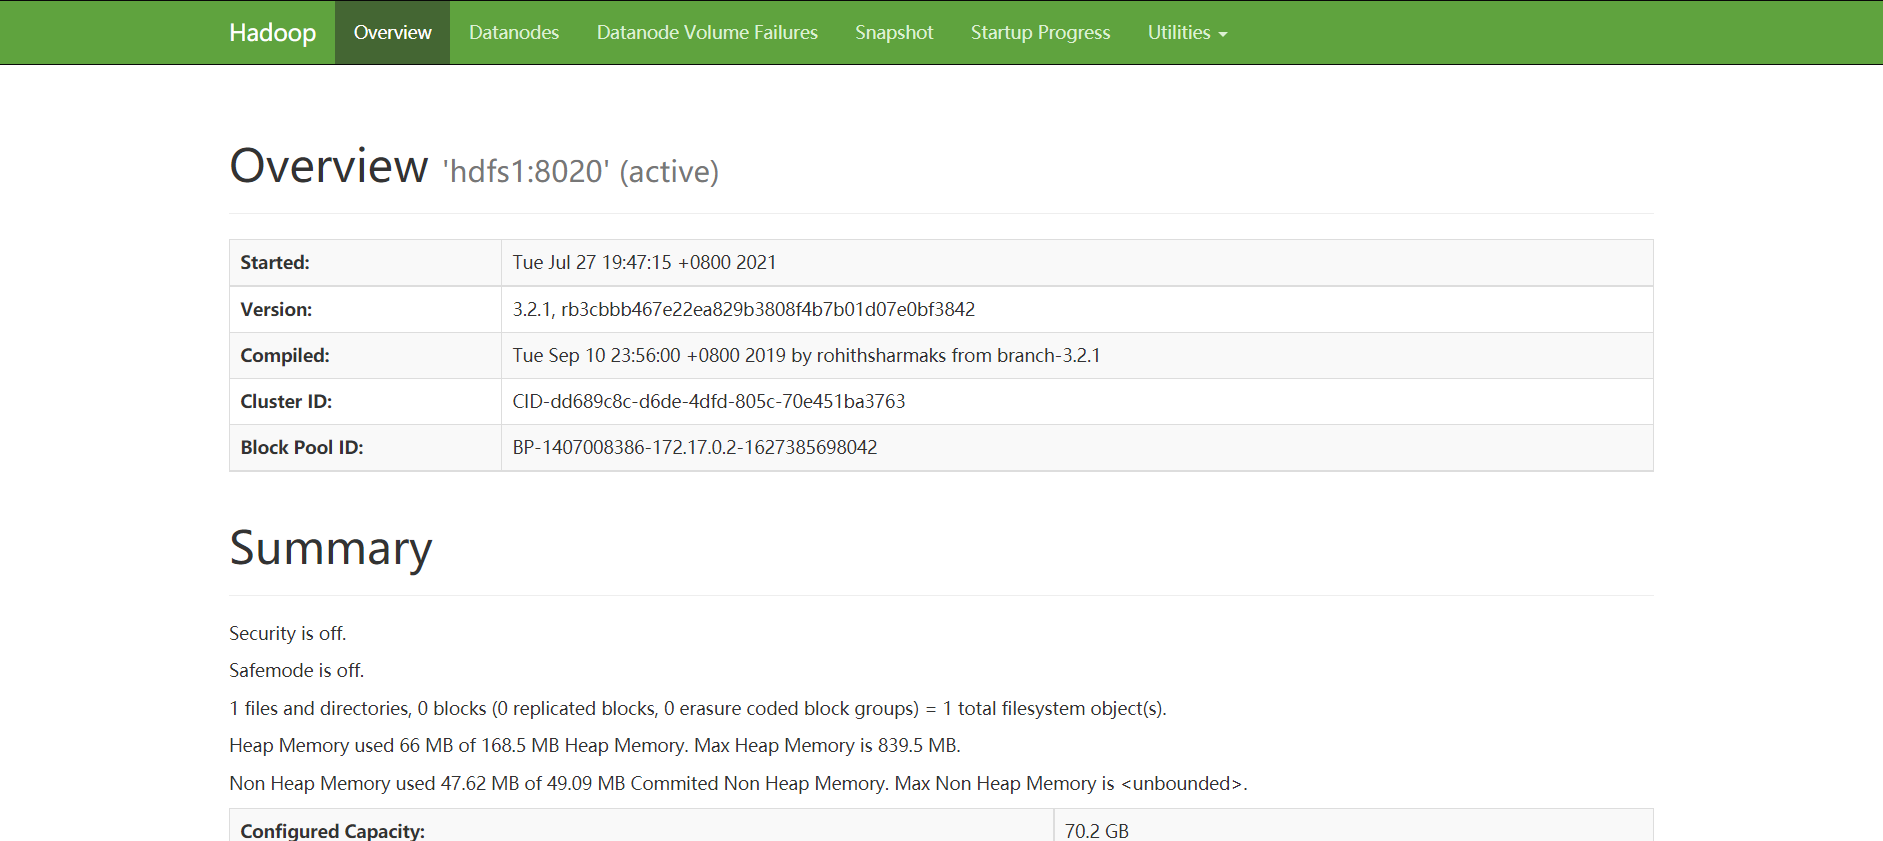 Hadoop Overview Datanodes Datanode Volume Failures Snapshot Startup Progress Utilities
Overview 'hdfs1:8020' (active)
Started: Tue Jul 27 19:47:15 +0800 2021
Version: 3.2.1, rb3cbbb467e22ea829b3808f4b7b01d07e0bf3842
Compiled: Tue Sep 10 23:56:00 +0800 2019 by rohithsharmaks from branch-3.2.1
Cluster ID: CID-dd689c8c-d6de-4dfd-805c-70e451ba3763
Block Pool ID: BP-1407008386-172.17.0.2-1627385698042
Summary
Security is off.
Safemode is off.
1 files and directories, 0 blocks (0 replicated blocks, 0 erasure coded block groups) = 1 total filesystem object(s).
Heap Memory used 66 MB of 168.5 MB Heap Memory. Max Heap Memory is 839.5 MB.
Non Heap Memory used 47.62 MB of 49.09 MB Commited Non Heap Memory. Max Non Heap Memory is <unbounded>.
Configured Capacity: 70.2 GB